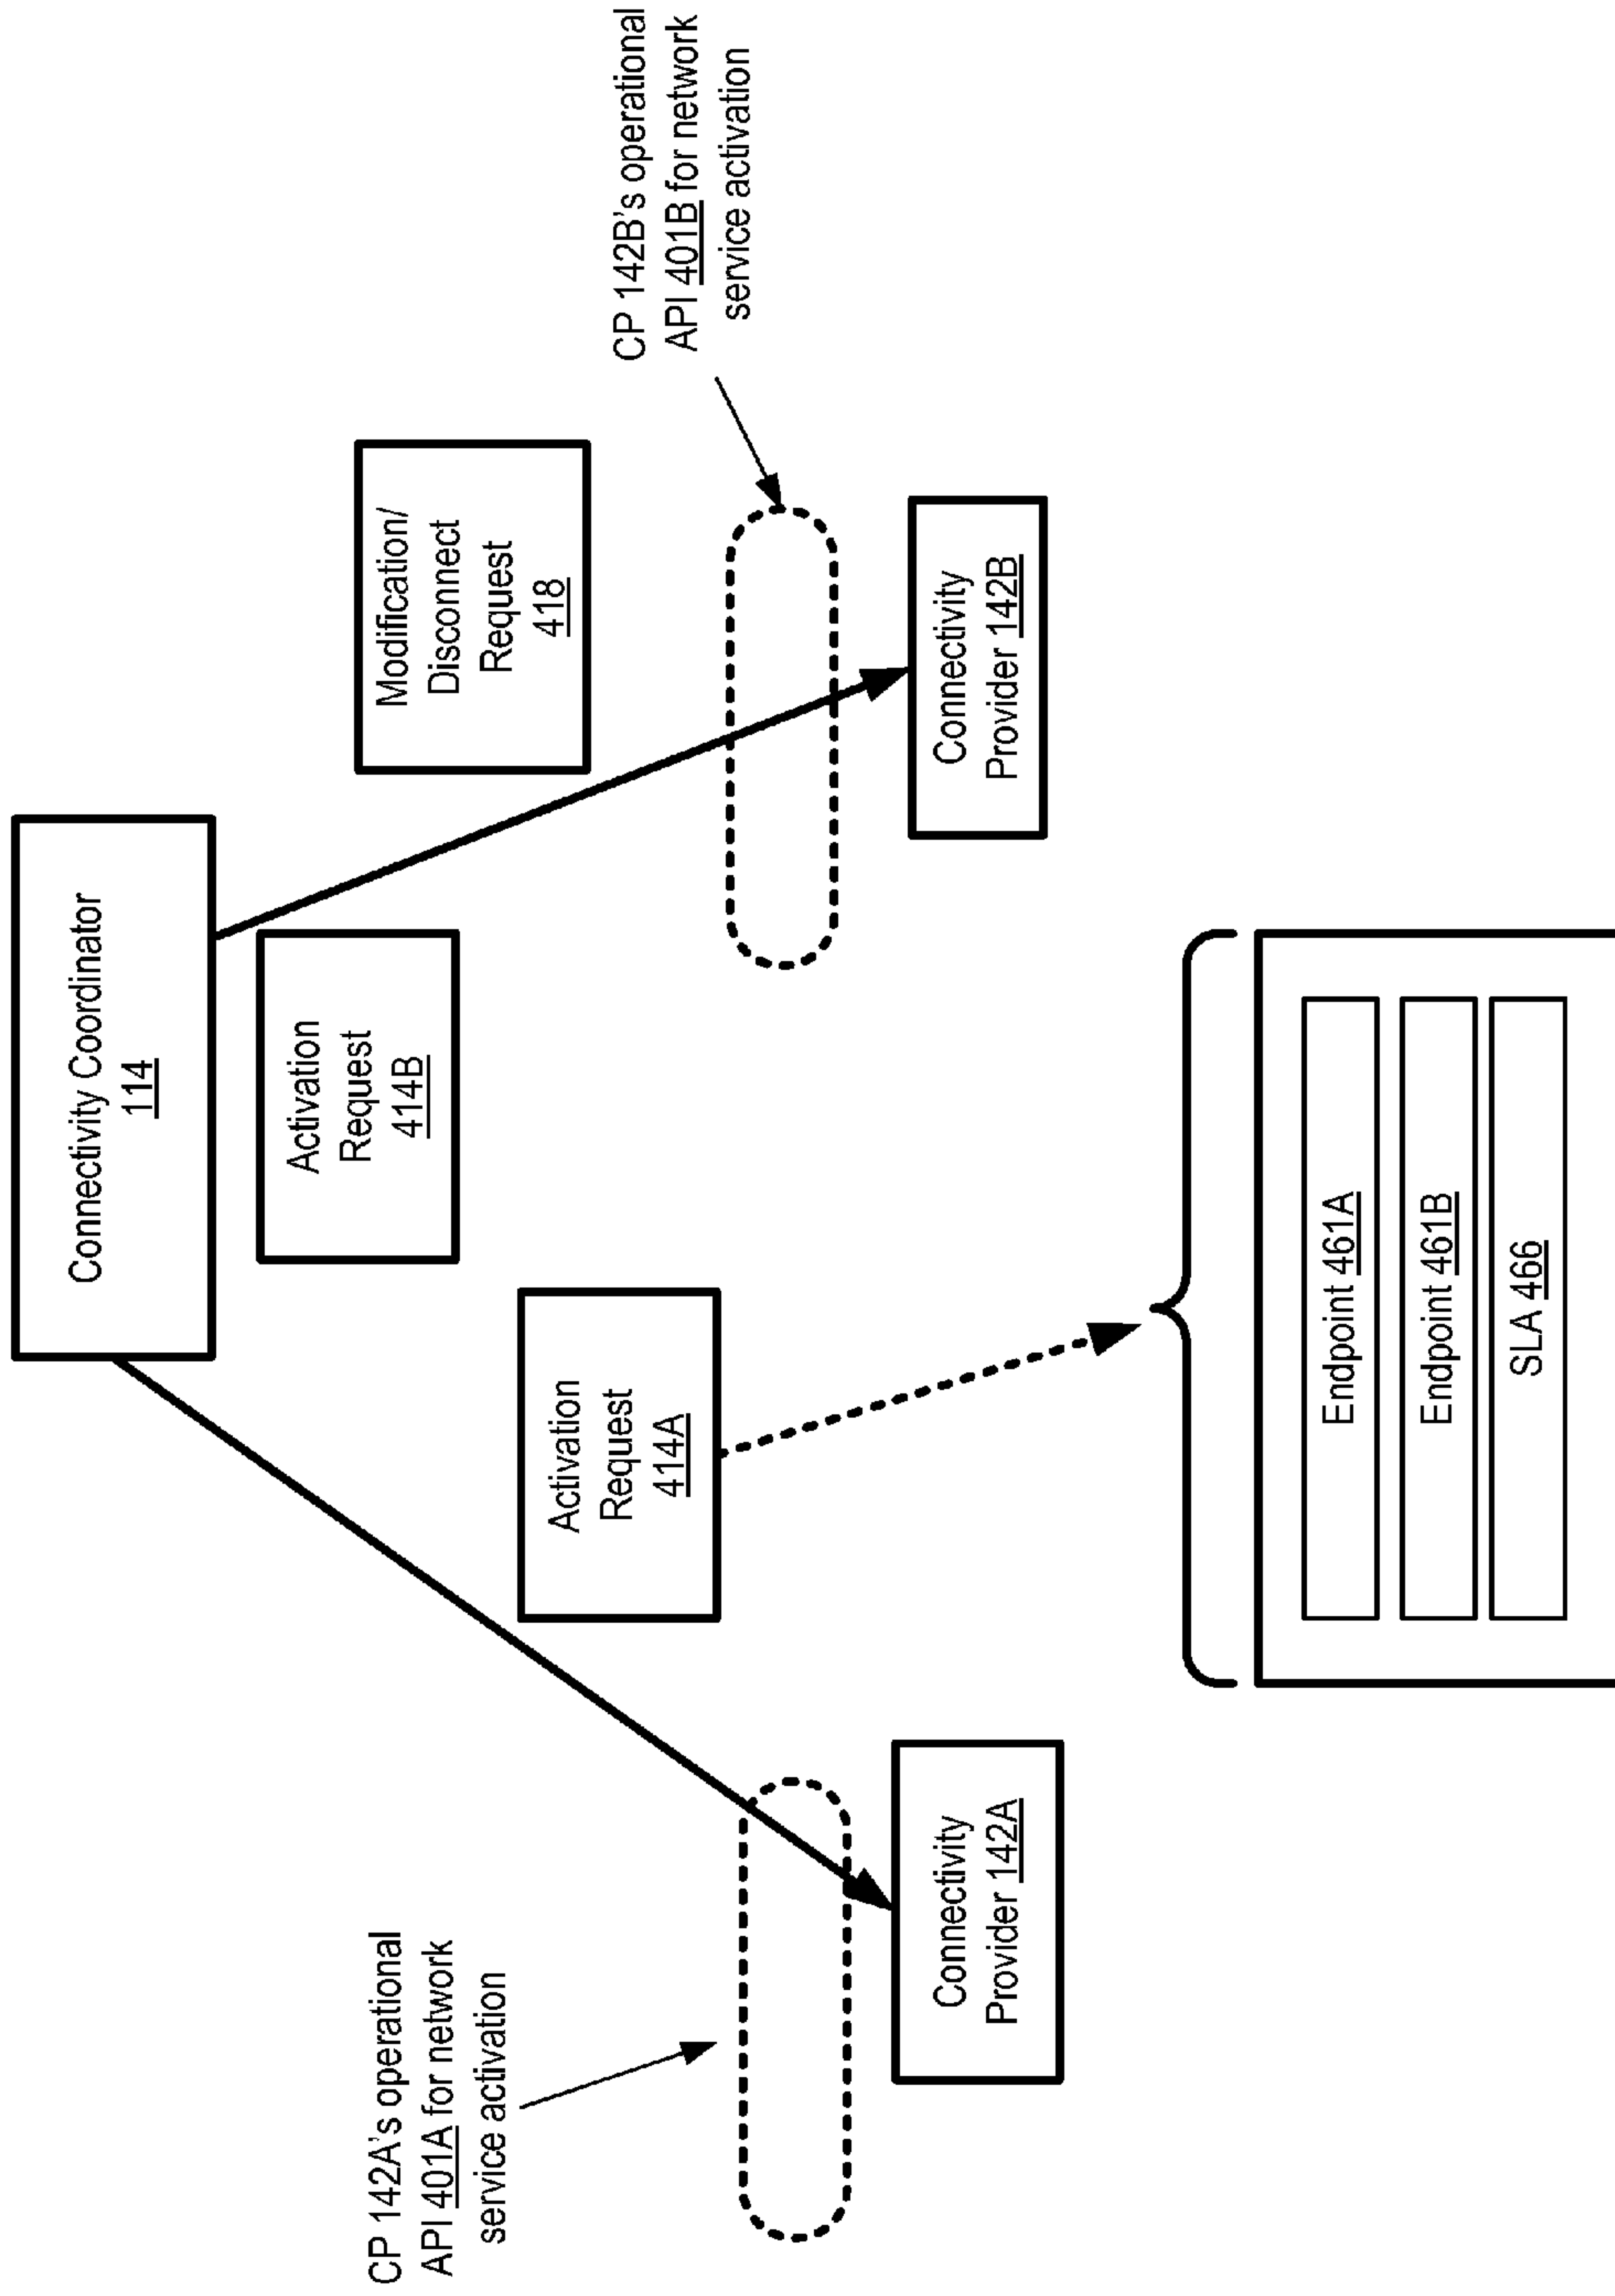 Connectivity Coordinator
114
Activation
Request
414B
Modification/
Disconnect
Request
418
CP 142A's operational
API 401A for network
service activation
Activation
Request
414A
CP 142B's operational
API 401B for network
service activation
Connectivity
Provider 142A
Connectivity
Provider 142B
Endpoint 461A
Endpoint 461B
SLA 466